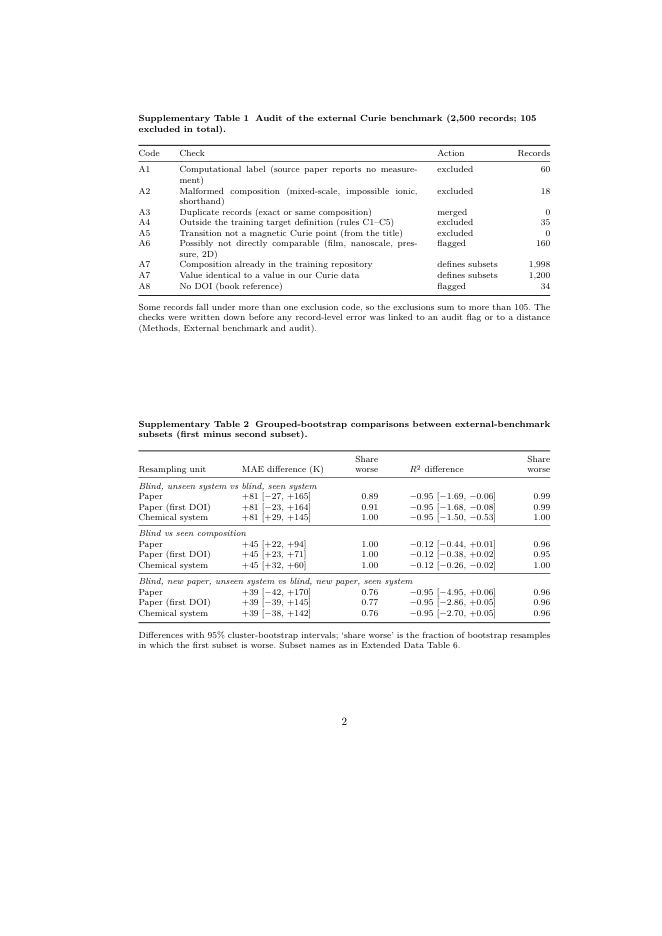 Supplementary Table 1 Audit of the external Curie benchmark (2,500 records; 105
excluded in total).
Code Check Action Records
A1 Computational label (source paper reports no measure- excluded 60
ment)
A2 Malformed composition (mixed-scale, impossible ionic, excluded 18
shorthand)
A3 Duplicate records (exact or same composition) merged 0
A4 Outside the training target definition (rules C1–C5) excluded 35
A5 Transition not a magnetic Curie point (from the title) excluded 0
A6 Possibly not directly comparable (film, nanoscale, pres- flagged 160
sure, 2D)
A7 Composition already in the training repository defines subsets 1,998
A7 Value identical to a value in our Curie data defines subsets 1,200
A8 No DOI (book reference) flagged 34
Some records fall under more than one exclusion code, so the exclusions sum to more than 105. The
checks were written down before any record-level error was linked to an audit flag or to a distance
(Methods, External benchmark and audit).
Supplementary Table 2 Grouped-bootstrap comparisons between external-benchmark
subsets (first minus second subset).
Share Share
Resampling unit MAE difference (K) worse R² difference worse
Blind, unseen system vs blind, seen system
Paper +81 [−27, +165] 0.89 −0.95 [−1.69, −0.06] 0.99
Paper (first DOI) +81 [−23, +164] 0.91 −0.95 [−1.68, −0.08] 0.99
Chemical system +81 [+29, +145] 1.00 −0.95 [−1.50, −0.53] 1.00
Blind vs seen composition
Paper +45 [+22, +94] 1.00 −0.12 [−0.44, +0.01] 0.96
Paper (first DOI) +45 [+23, +71] 1.00 −0.12 [−0.38, +0.02] 0.95
Chemical system +45 [+32, +60] 1.00 −0.12 [−0.26, −0.02] 1.00
Blind, new paper, unseen system vs blind, new paper, seen system
Paper +39 [−42, +170] 0.76 −0.95 [−4.95, +0.06] 0.96
Paper (first DOI) +39 [−39, +145] 0.77 −0.95 [−2.86, +0.05] 0.96
Chemical system +39 [−38, +142] 0.76 −0.95 [−2.70, +0.05] 0.96
Differences with 95% cluster-bootstrap intervals; ‘share worse’ is the fraction of bootstrap resamples
in which the first subset is worse. Subset names as in Extended Data Table 6.
2